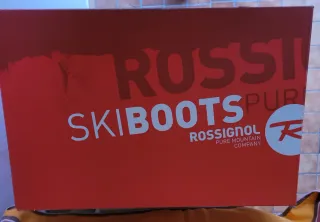 ROSSI
SKIBOOTS PURE
ROSSIGNOL
PURE MOUNTAIN
COMPANY
R